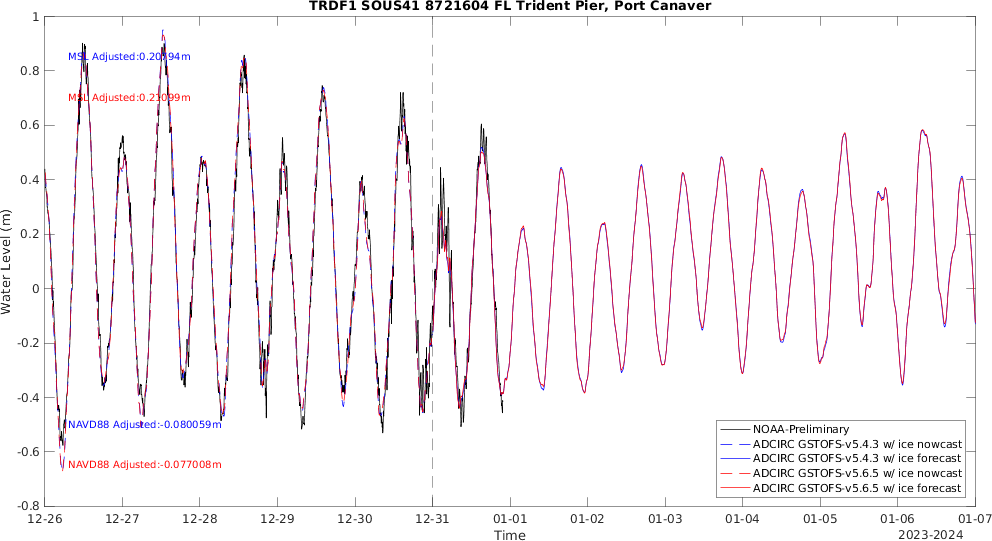 TRDF1 SOUS41 8721604 FL Trident Pier, Port Canaver
1
0.8
0.6
0.4
0.2
0
-0.2
-0.4
-0.6
-0.8
Water Level (m)
MSL Adjusted:0.20794m
MSL Adjusted:0.21099m
NAVD88 Adjusted:-0.080059m
NAVD88 Adjusted:-0.077008m
NOAA-Preliminary
ADCIRC GSTOFS-v5.4.3 w/ ice nowcast
ADCIRC GSTOFS-v5.4.3 w/ ice forecast
ADCIRC GSTOFS-v5.6.5 w/ ice nowcast
ADCIRC GSTOFS-v5.6.5 w/ ice forecast
12-26 12-27 12-28 12-29 12-30 12-31 01-01 01-02 01-03 01-04 01-05 01-06 01-07
Time
2023-2024